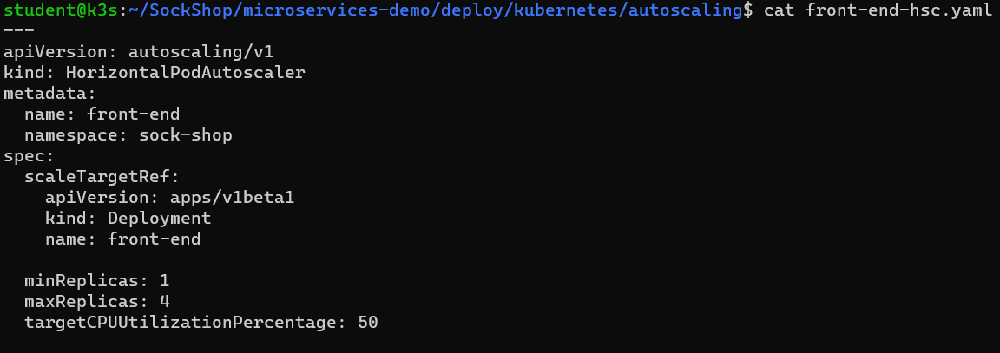 student@k3s:~/SockShop/microservices-demo/deploy/kubernetes/autoscaling$ cat front-end-hsc.yaml
---
apiVersion: autoscaling/v1
kind: HorizontalPodAutoscaler
metadata:
  name: front-end
  namespace: sock-shop
spec:
  scaleTargetRef:
    apiVersion: apps/v1beta1
    kind: Deployment
    name: front-end

  minReplicas: 1
  maxReplicas: 4
  targetCPUUtilizationPercentage: 50